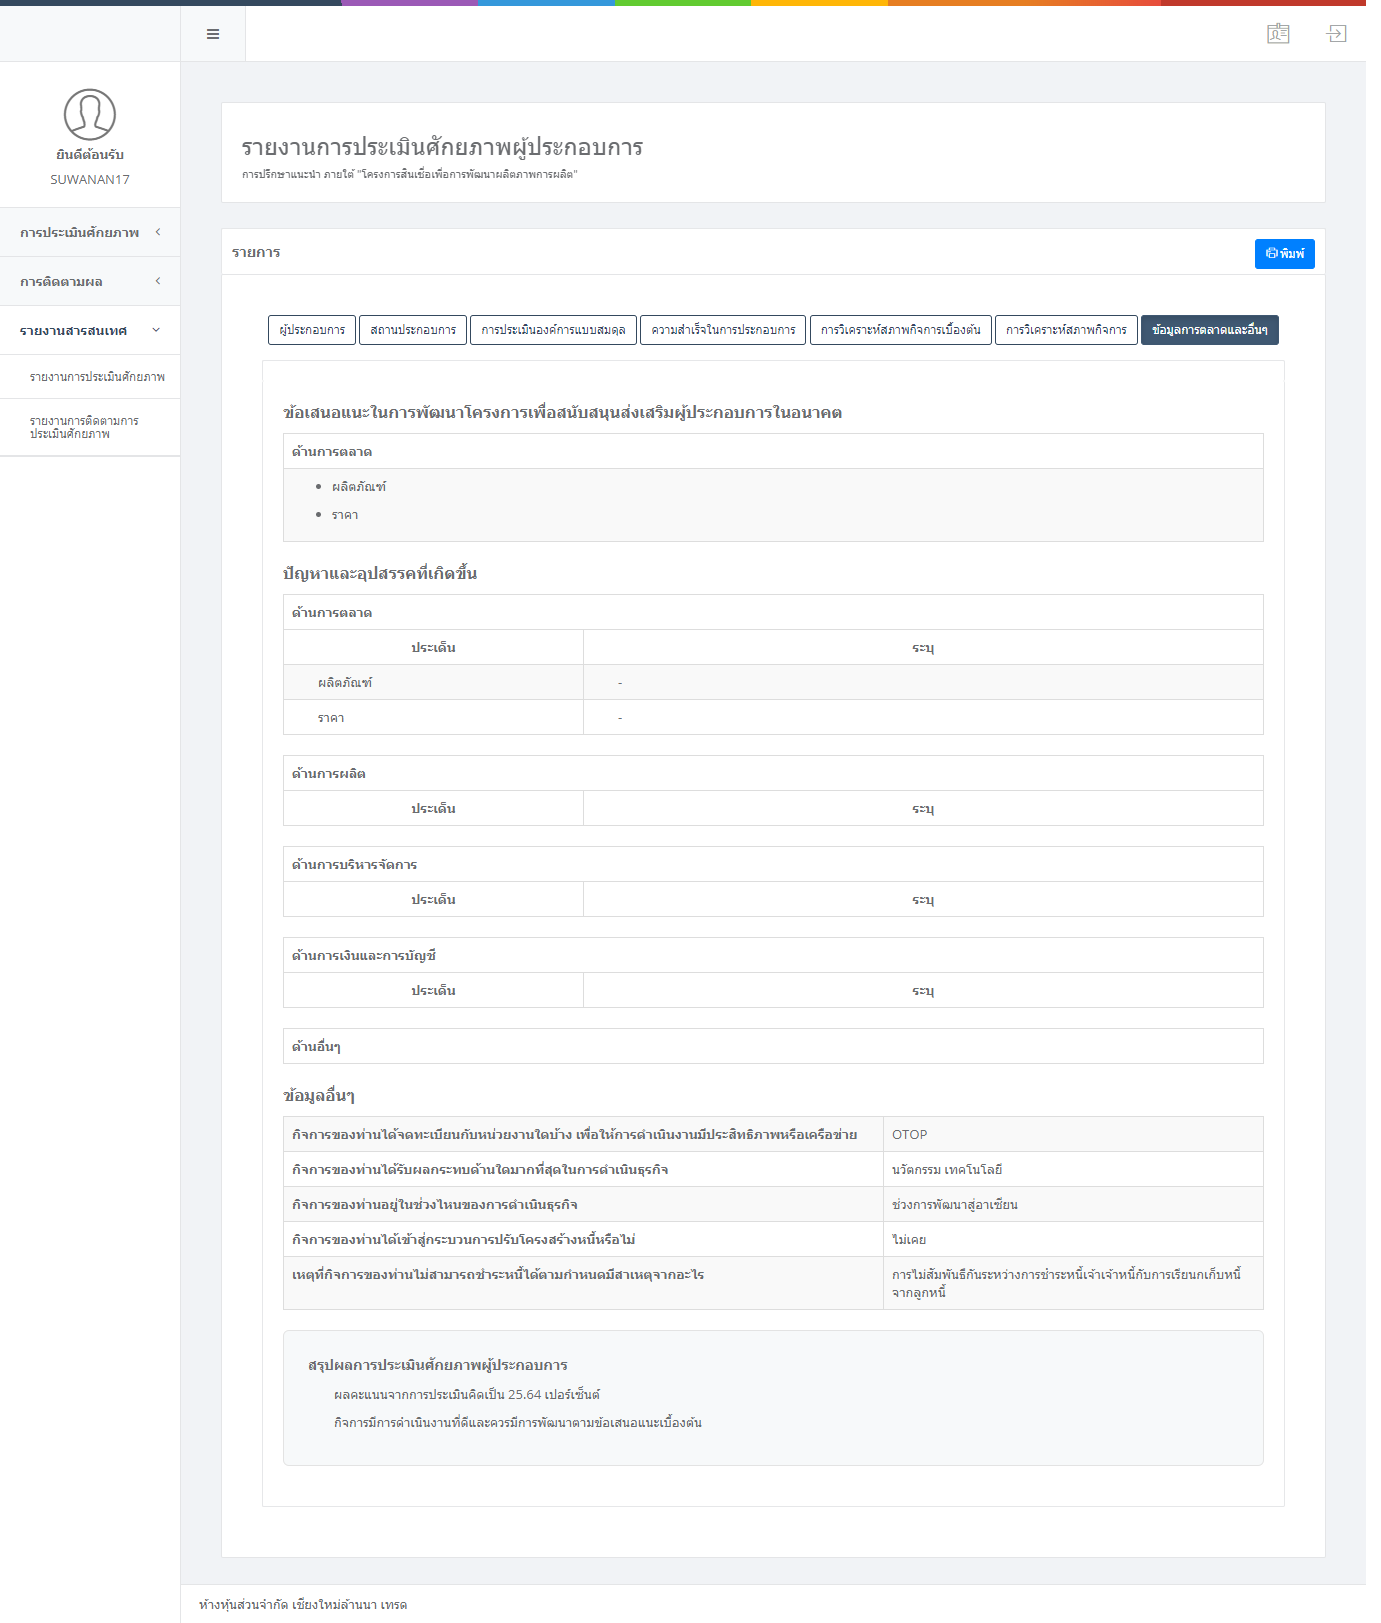 ยินดีต้อนรับ
SUWANAN17
การประเมินศักยภาพ
การติดตามผล
รายงานสารสนเทศ
รายงานการประเมินศักยภาพ
รายงานการติดตามการ
ประเมินศักยภาพ
รายงานการประเมินศักยภาพผู้ประกอบการ
การปรึกษาแนะนำ ภายใต้ "โครงการสินเชื่อเพื่อการพัฒนาผลิตภาพการผลิต"
รายการ
พิมพ์
ผู้ประกอบการ สถานประกอบการ การประเมินองค์การแบบสมดุล ความสำเร็จในการประกอบการ การวิเคราะห์สภาพกิจการเบื้องต้น การวิเคราะห์สภาพกิจการ ข้อมูลการตลาดและอื่นๆ
ข้อเสนอแนะในการพัฒนาโครงการเพื่อสนับสนุนส่งเสริมผู้ประกอบการในอนาคต
ด้านการตลาด
• ผลิตภัณฑ์
• ราคา
ปัญหาและอุปสรรคที่เกิดขึ้น
ด้านการตลาด
ประเด็น ระบุ
ผลิตภัณฑ์ -
ราคา -
ด้านการผลิต
ประเด็น ระบุ
ด้านการบริหารจัดการ
ประเด็น ระบุ
ด้านการเงินและการบัญชี
ประเด็น ระบุ
ด้านอื่นๆ
ข้อมูลอื่นๆ
กิจการของท่านได้จดทะเบียนกับหน่วยงานใดบ้าง เพื่อให้การดำเนินงานมีประสิทธิภาพหรือเครือข่าย OTOP
กิจการของท่านได้รับผลกระทบด้านใดมากที่สุดในการดำเนินธุรกิจ นวัตกรรม เทคโนโลยี
กิจการของท่านอยู่ในช่วงไหนของการดำเนินธุรกิจ ช่วงการพัฒนาสู่อาเซียน
กิจการของท่านได้เข้าสู่กระบวนการปรับโครงสร้างหนี้หรือไม่ ไม่เคย
เหตุที่กิจการของท่านไม่สามารถชำระหนี้ได้ตามกำหนดมีสาเหตุจากอะไร การไม่สัมพันธ์กันระหว่างการชำระหนี้เจ้าเจ้าหนี้กับการเรียนกเก็บหนี้
จากลูกหนี้
สรุปผลการประเมินศักยภาพผู้ประกอบการ
ผลคะแนนจากการประเมินคิดเป็น 25.64 เปอร์เซ็นต์
กิจการมีการดำเนินงานที่ดีและควรมีการพัฒนาตามข้อเสนอแนะเบื้องต้น
ห้างหุ้นส่วนจำกัด เชียงใหม่ล้านนา เทรด